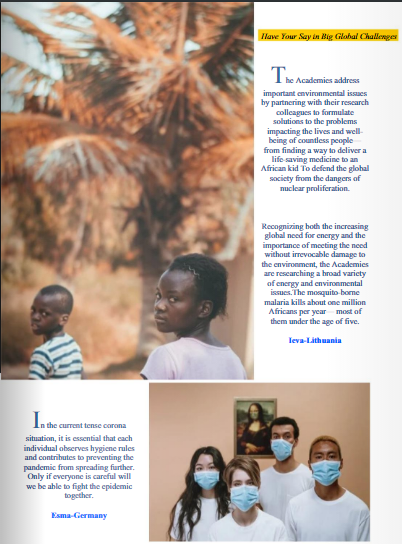 Have Your Say in Big Global Challenges
The Academies address
important environmental issues
by partnering with their research
colleagues to formulate
solutions to the problems
impacting the lives and well-
being of countless people —
from finding a way to deliver a
life-saving medicine to an
African kid To defend the global
society from the dangers of
nuclear proliferation.
Recognizing both the increasing
global need for energy and the
importance of meeting the need
without irrevocable damage to
the environment, the Academies
are researching a broad variety
of energy and environmental
issues.The mosquito-borne
malaria kills about one million
Africans per year— most of
them under the age of five.
Ieva-Lithuania
In the current tense corona
situation, it is essential that each
individual observes hygiene rules
and contributes to preventing the
pandemic from spreading further.
Only if everyone is careful will
we be able to fight the epidemic
together.
Esma-Germany